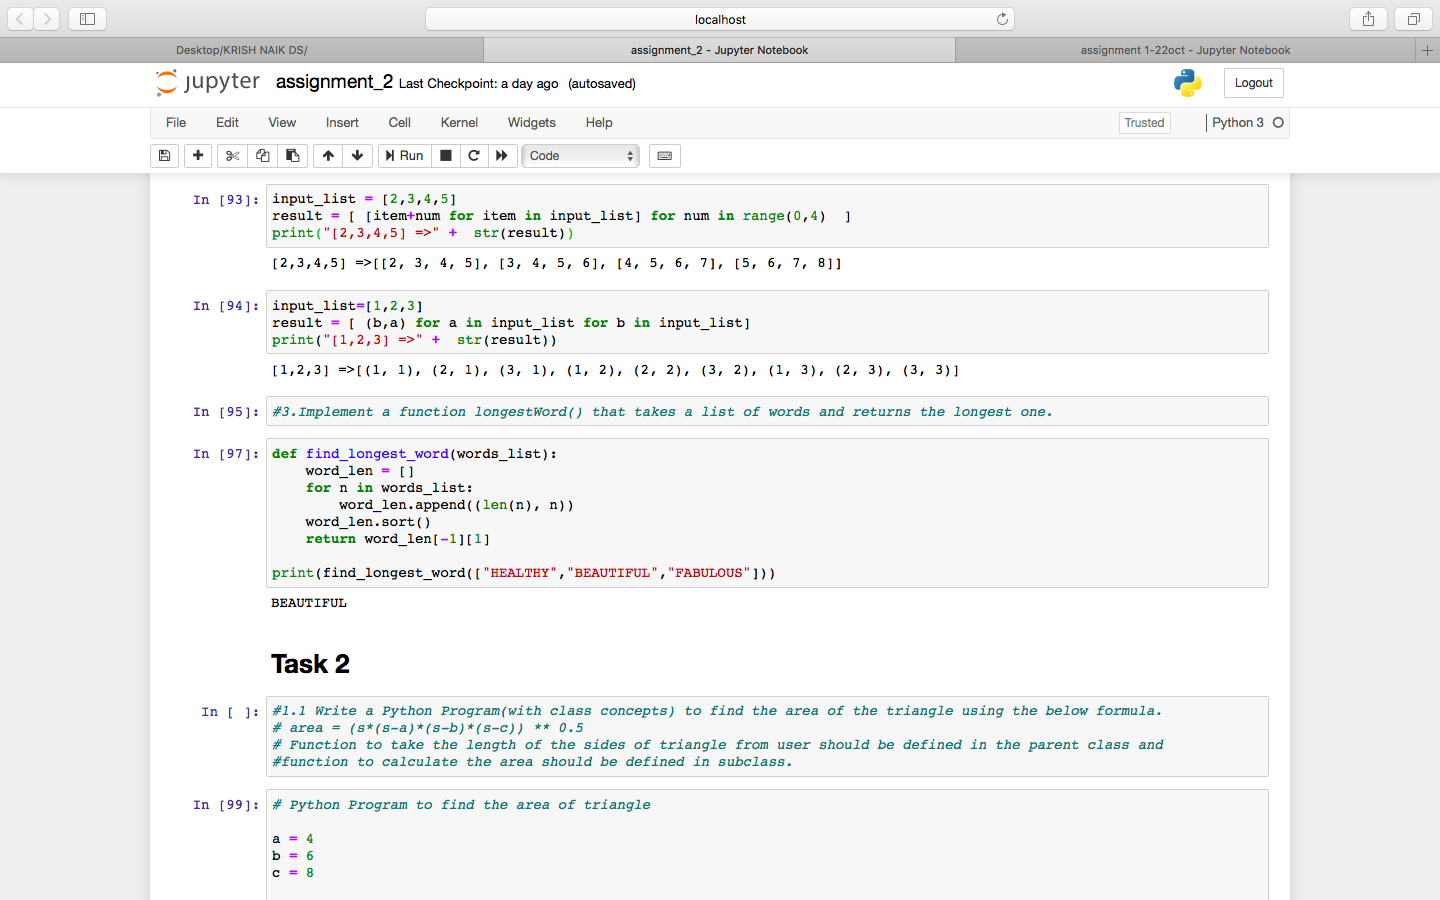 localhost
Desktop/KRISH NAIK DS/
assignment_2 - Jupyter Notebook
assignment 1-22oct - Jupyter Notebook
jupyter assignment_2 Last Checkpoint: a day ago (autosaved)
Logout
File Edit View Insert Cell Kernel Widgets Help
Trusted
Python 3
Run
Code
In [93]: input_list = [2,3,4,5]
result = [ [item+num for item in input_list] for num in range(0,4)  ]
print("[2,3,4,5] =>" +  str(result))
[2,3,4,5] =>[[2, 3, 4, 5], [3, 4, 5, 6], [4, 5, 6, 7], [5, 6, 7, 8]]
In [94]: input_list=[1,2,3]
result = [ (b,a) for a in input_list for b in input_list]
print("[1,2,3] =>" +  str(result))
[1,2,3] =>[(1, 1), (2, 1), (3, 1), (1, 2), (2, 2), (3, 2), (1, 3), (2, 3), (3, 3)]
In [95]: #3.Implement a function longestWord() that takes a list of words and returns the longest one.
In [97]: def find_longest_word(words_list):
    word_len = []
    for n in words_list:
        word_len.append((len(n), n))
    word_len.sort()
    return word_len[-1][1]
print(find_longest_word(["HEALTHY","BEAUTIFUL","FABULOUS"]))
BEAUTIFUL
Task 2
In [ ]: #1.1 Write a Python Program(with class concepts) to find the area of the triangle using the below formula.
# area = (s*(s-a)*(s-b)*(s-c)) ** 0.5
# Function to take the length of the sides of triangle from user should be defined in the parent class and
#function to calculate the area should be defined in subclass.
In [99]: # Python Program to find the area of triangle
a = 4
b = 6
c = 8